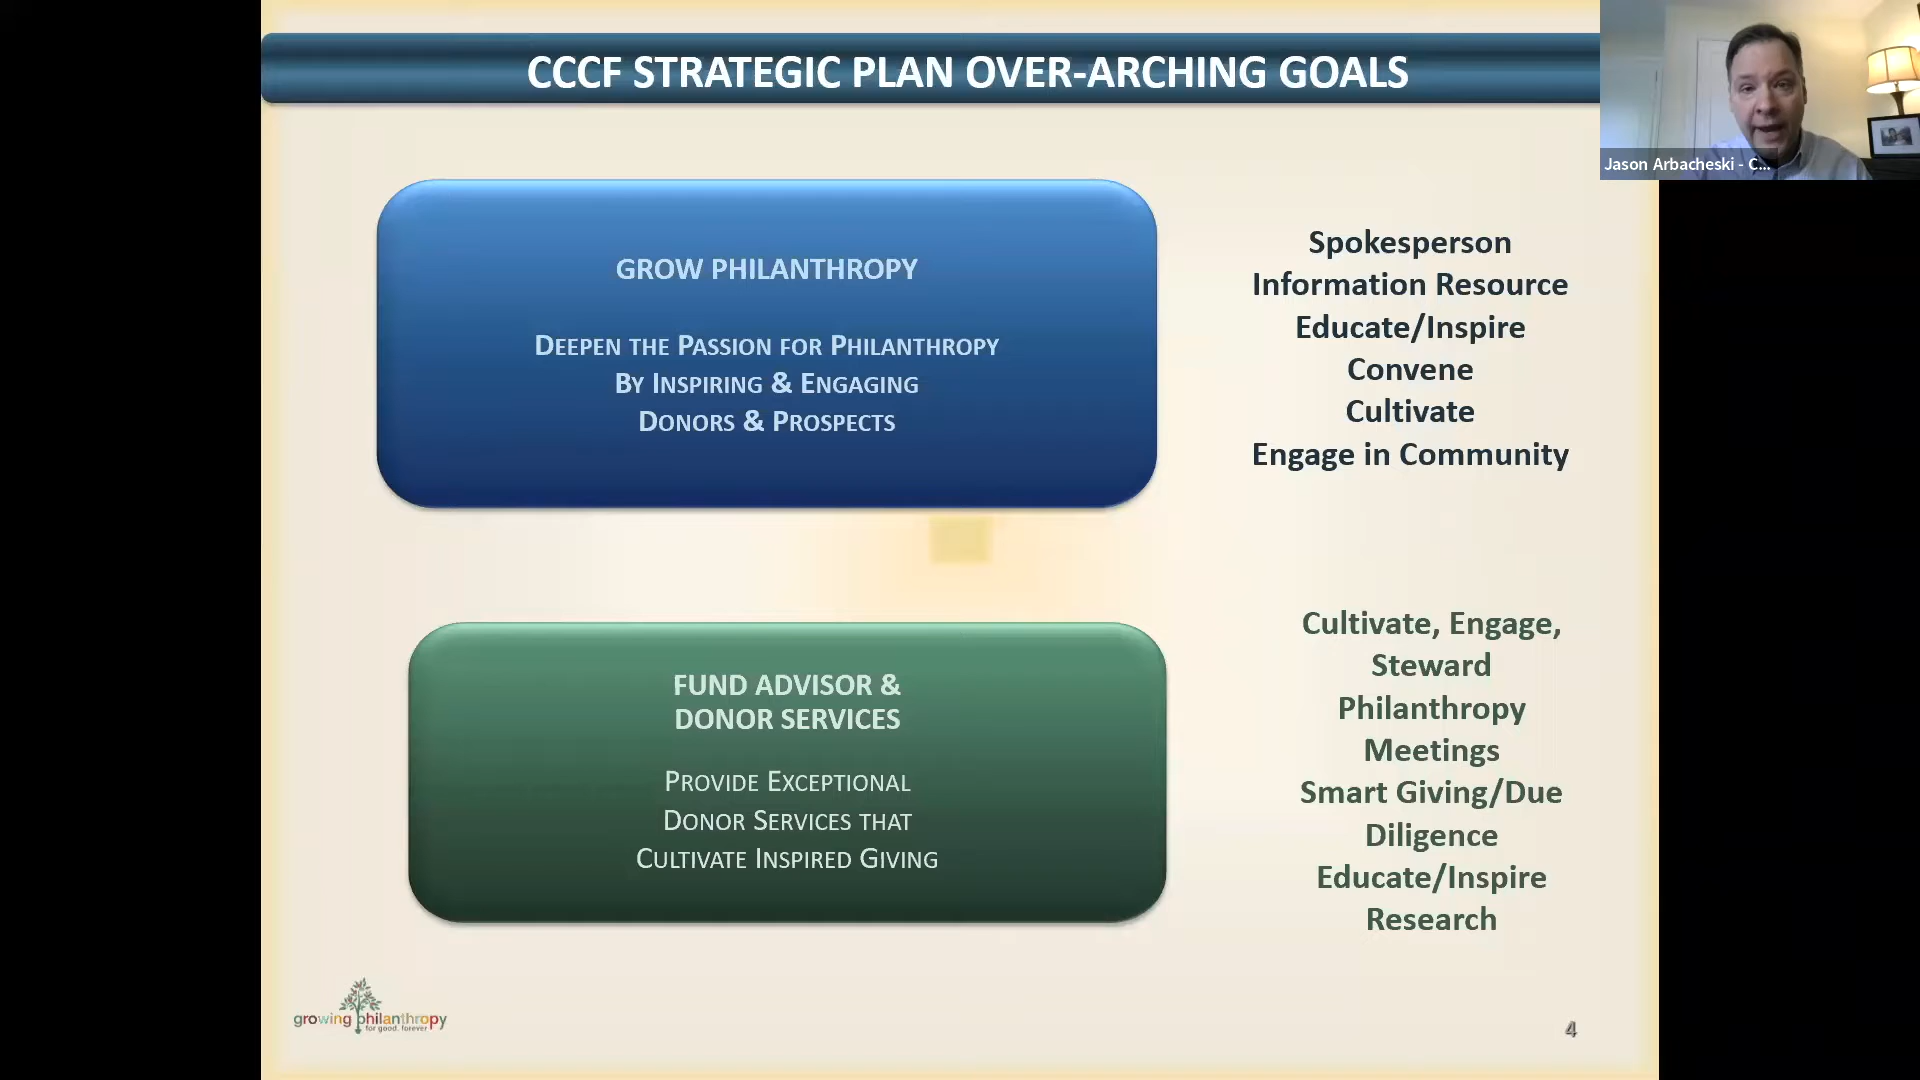 CCCF STRATEGIC PLAN OVER-ARCHING GOALS
Jason Arbacheski - C...
GROW PHILANTHROPY
DEEPEN THE PASSION FOR PHILANTHROPY
BY INSPIRING & ENGAGING
DONORS & PROSPECTS
Spokesperson
Information Resource
Educate/Inspire
Convene
Cultivate
Engage in Community
FUND ADVISOR &
DONOR SERVICES
PROVIDE EXCEPTIONAL
DONOR SERVICES THAT
CULTIVATE INSPIRED GIVING
Cultivate, Engage,
Steward
Philanthropy
Meetings
Smart Giving/Due
Diligence
Educate/Inspire
Research
growing philanthropy
for good. forever
4